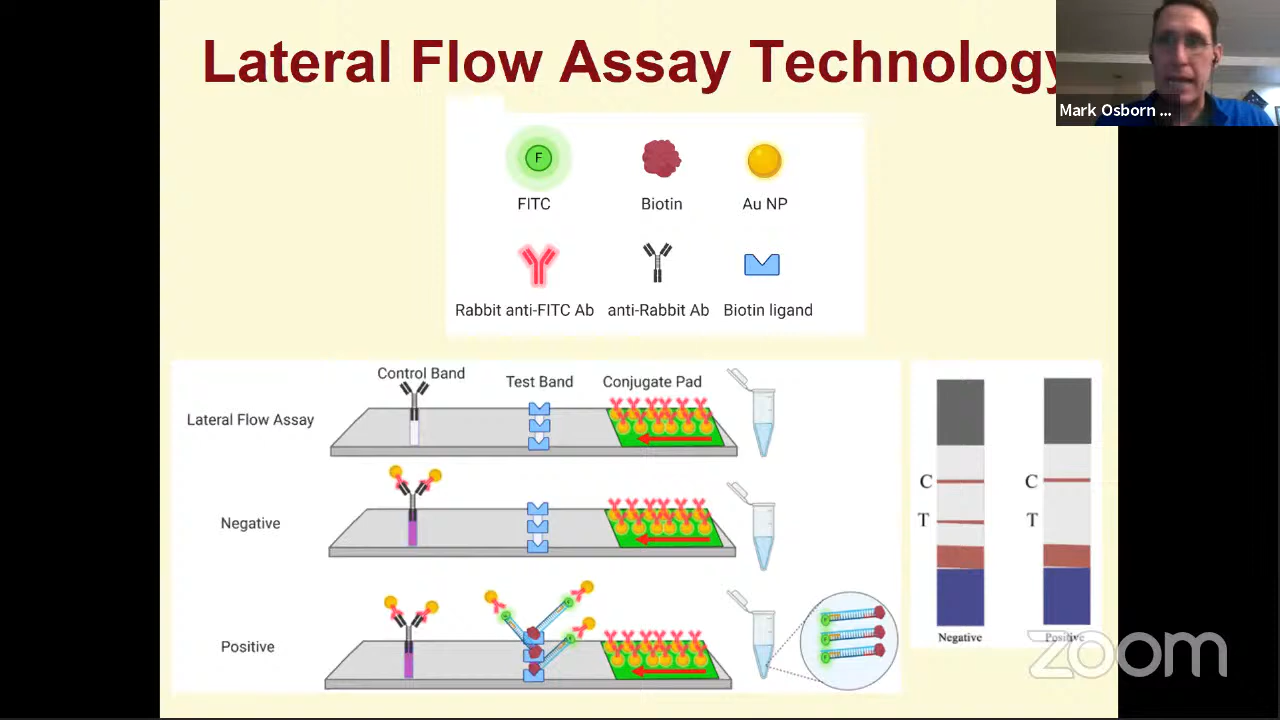 Lateral Flow Assay Technology
Mark Osborn ...
F
FITC
Biotin
Au NP
Rabbit anti-FITC Ab
anti-Rabbit Ab
Biotin ligand
Control Band
Test Band
Conjugate Pad
Lateral Flow Assay
Negative
Positive
C
T
C
T
Negative
Positive
zoom